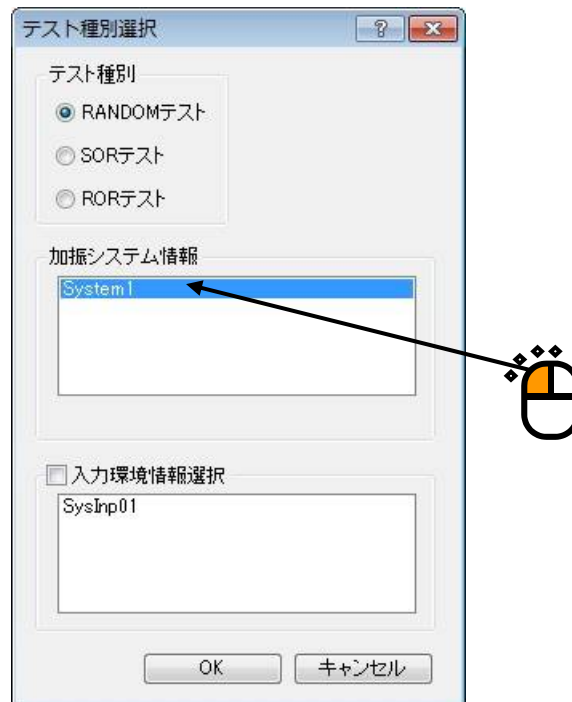 テスト種別選択
テスト種別
RANDOMテスト
SORテスト
RORテスト
加振システム情報
System1
入力環境情報選択
SysInp01
OK キャンセル